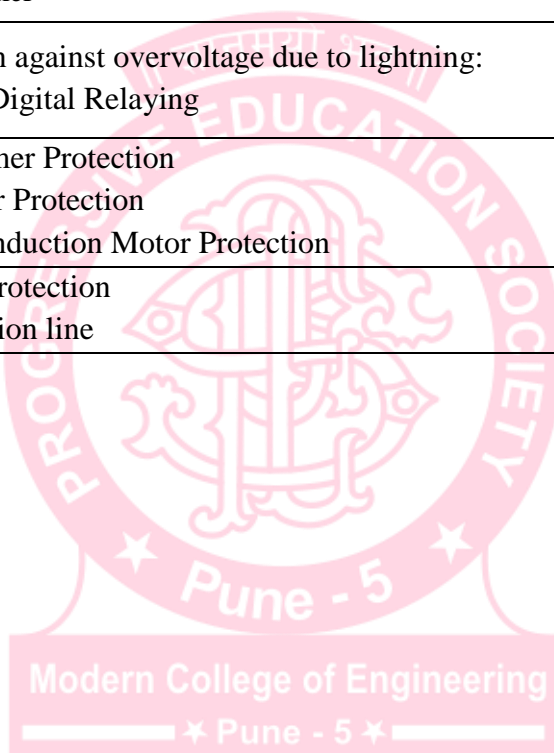 n against overvoltage due to lightning:
Digital Relaying
ner Protection
r Protection
nduction Motor Protection
rotection
ion line
PROGRESSIVE EDUCATION SOCIETY
Pune - 5
Modern College of Engineering
Pune - 5